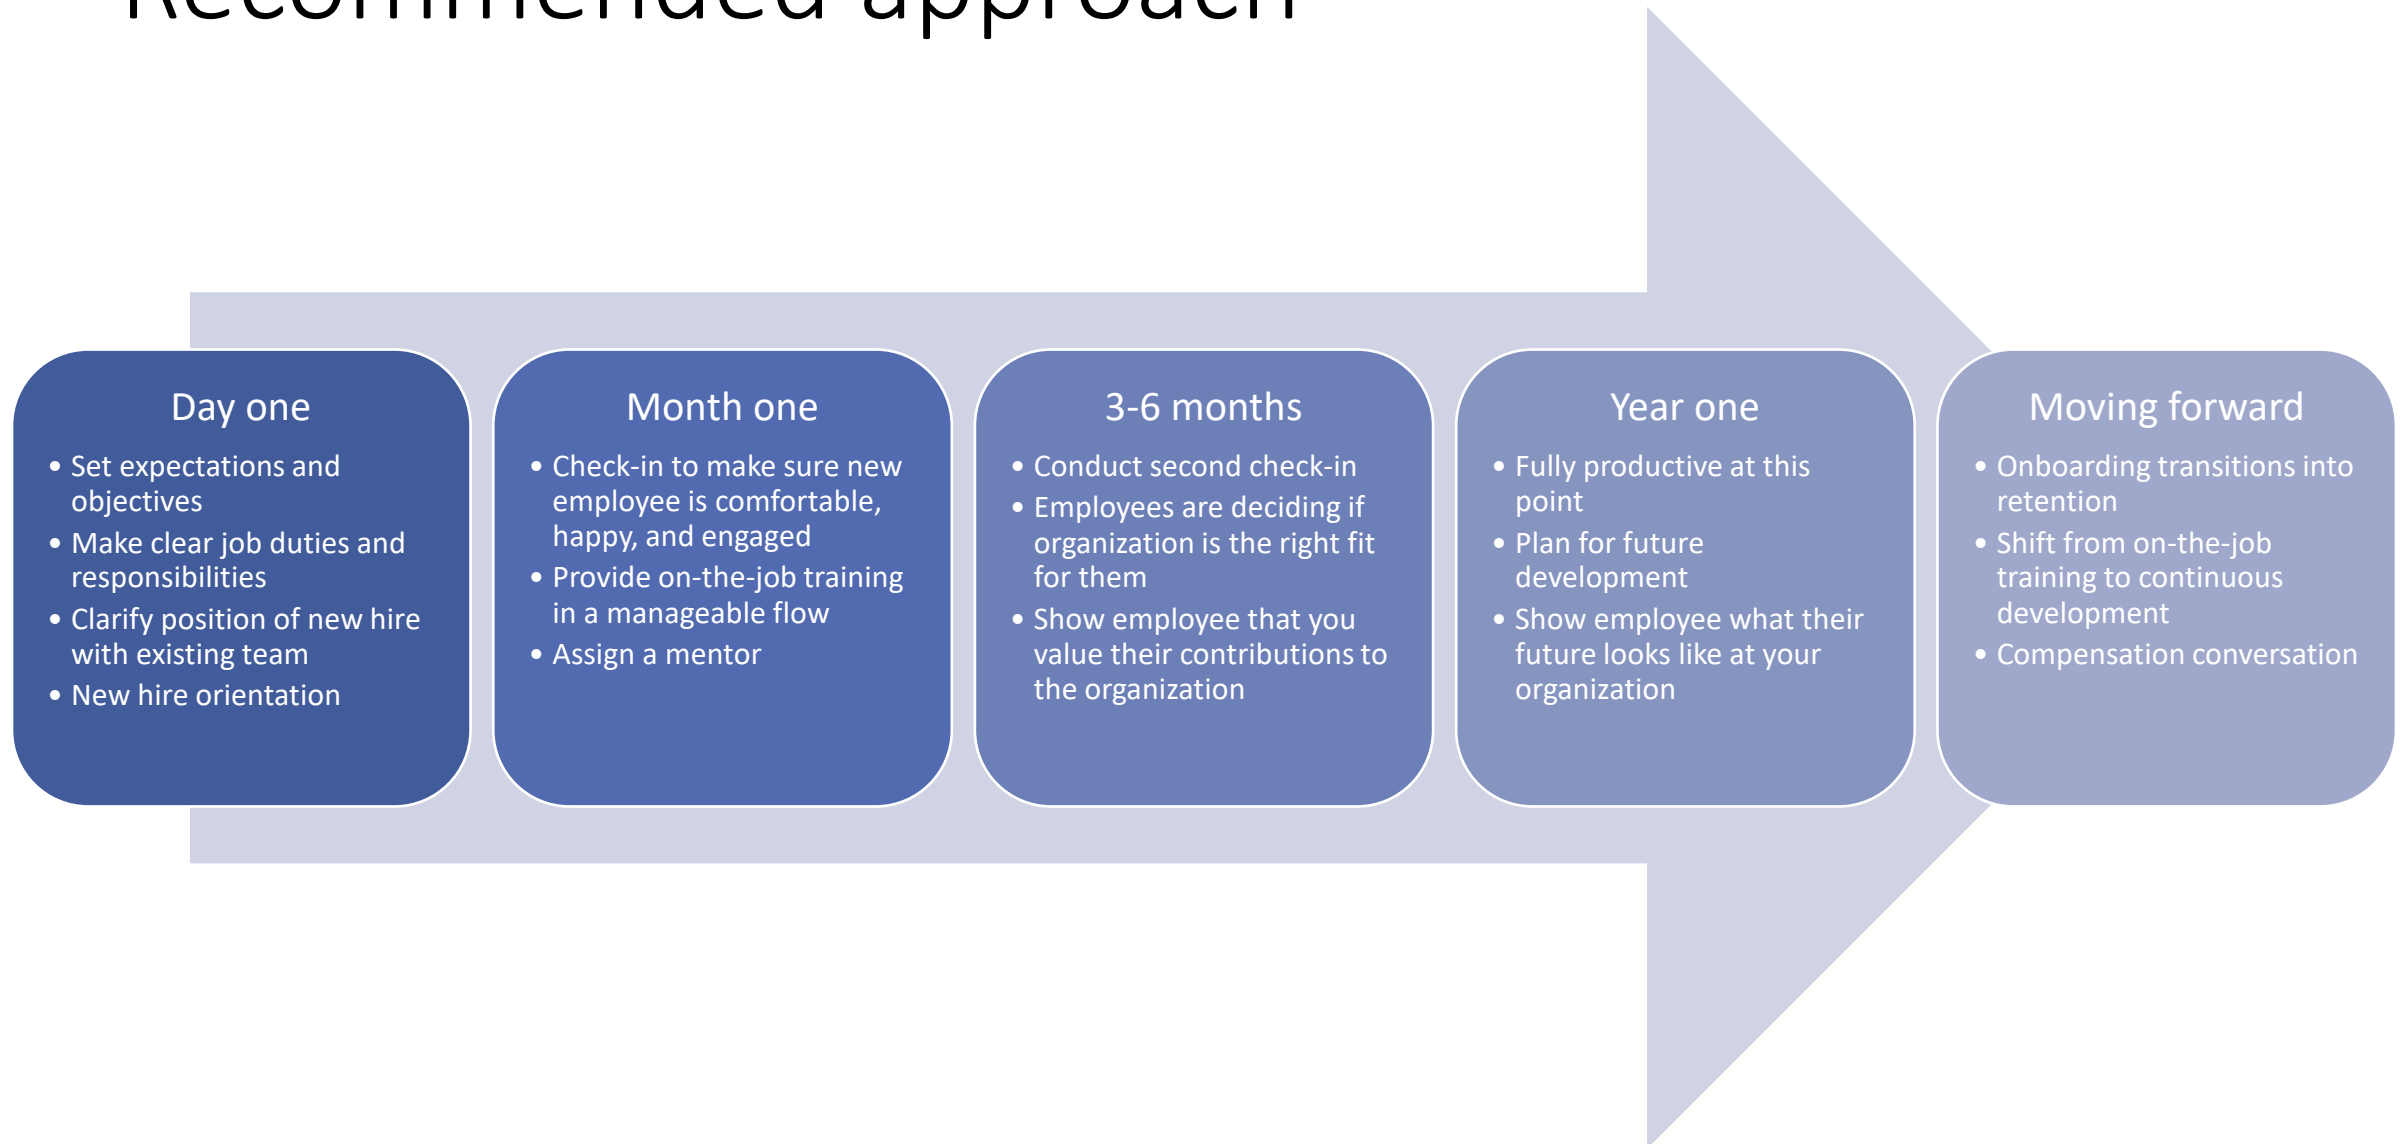 Recommended approach
Day one
• Set expectations and
objectives
• Make clear job duties and
responsibilities
• Clarify position of new hire
with existing team
• New hire orientation
Month one
• Check-in to make sure new
employee is comfortable,
happy, and engaged
• Provide on-the-job training
in a manageable flow
• Assign a mentor
3-6 months
• Conduct second check-in
• Employees are deciding if
organization is the right fit
for them
• Show employee that you
value their contributions to
the organization
Year one
• Fully productive at this
point
• Plan for future
development
• Show employee what their
future looks like at your
organization
Moving forward
• Onboarding transitions into
retention
• Shift from on-the-job
training to continuous
development
• Compensation conversation